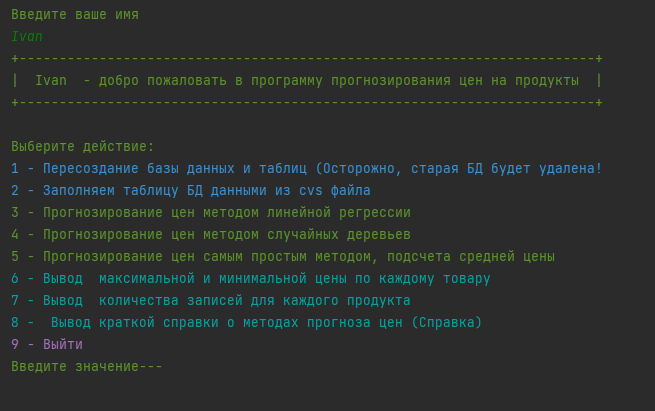 Введите ваше имя
Ivan
+------------------------------------------------------------------------+
|  Ivan  - добро пожаловать в программу прогнозирования цен на продукты  |
+------------------------------------------------------------------------+
Выберите действие:
1 - Пересоздание базы данных и таблиц (Осторожно, старая БД будет удалена!
2 - Заполняем таблицу БД данными из cvs файла
3 - Прогнозирование цен методом линейной регрессии
4 - Прогнозирование цен методом случайных деревьев
5 - Прогнозирование цен самым простым методом, подсчета средней цены
6 - Вывод  максимальной и минимальной цены по каждому товару
7 - Вывод  количества записей для каждого продукта
8 -  Вывод краткой справки о методах прогноза цен (Справка)
9 - Выйти
Введите значение---